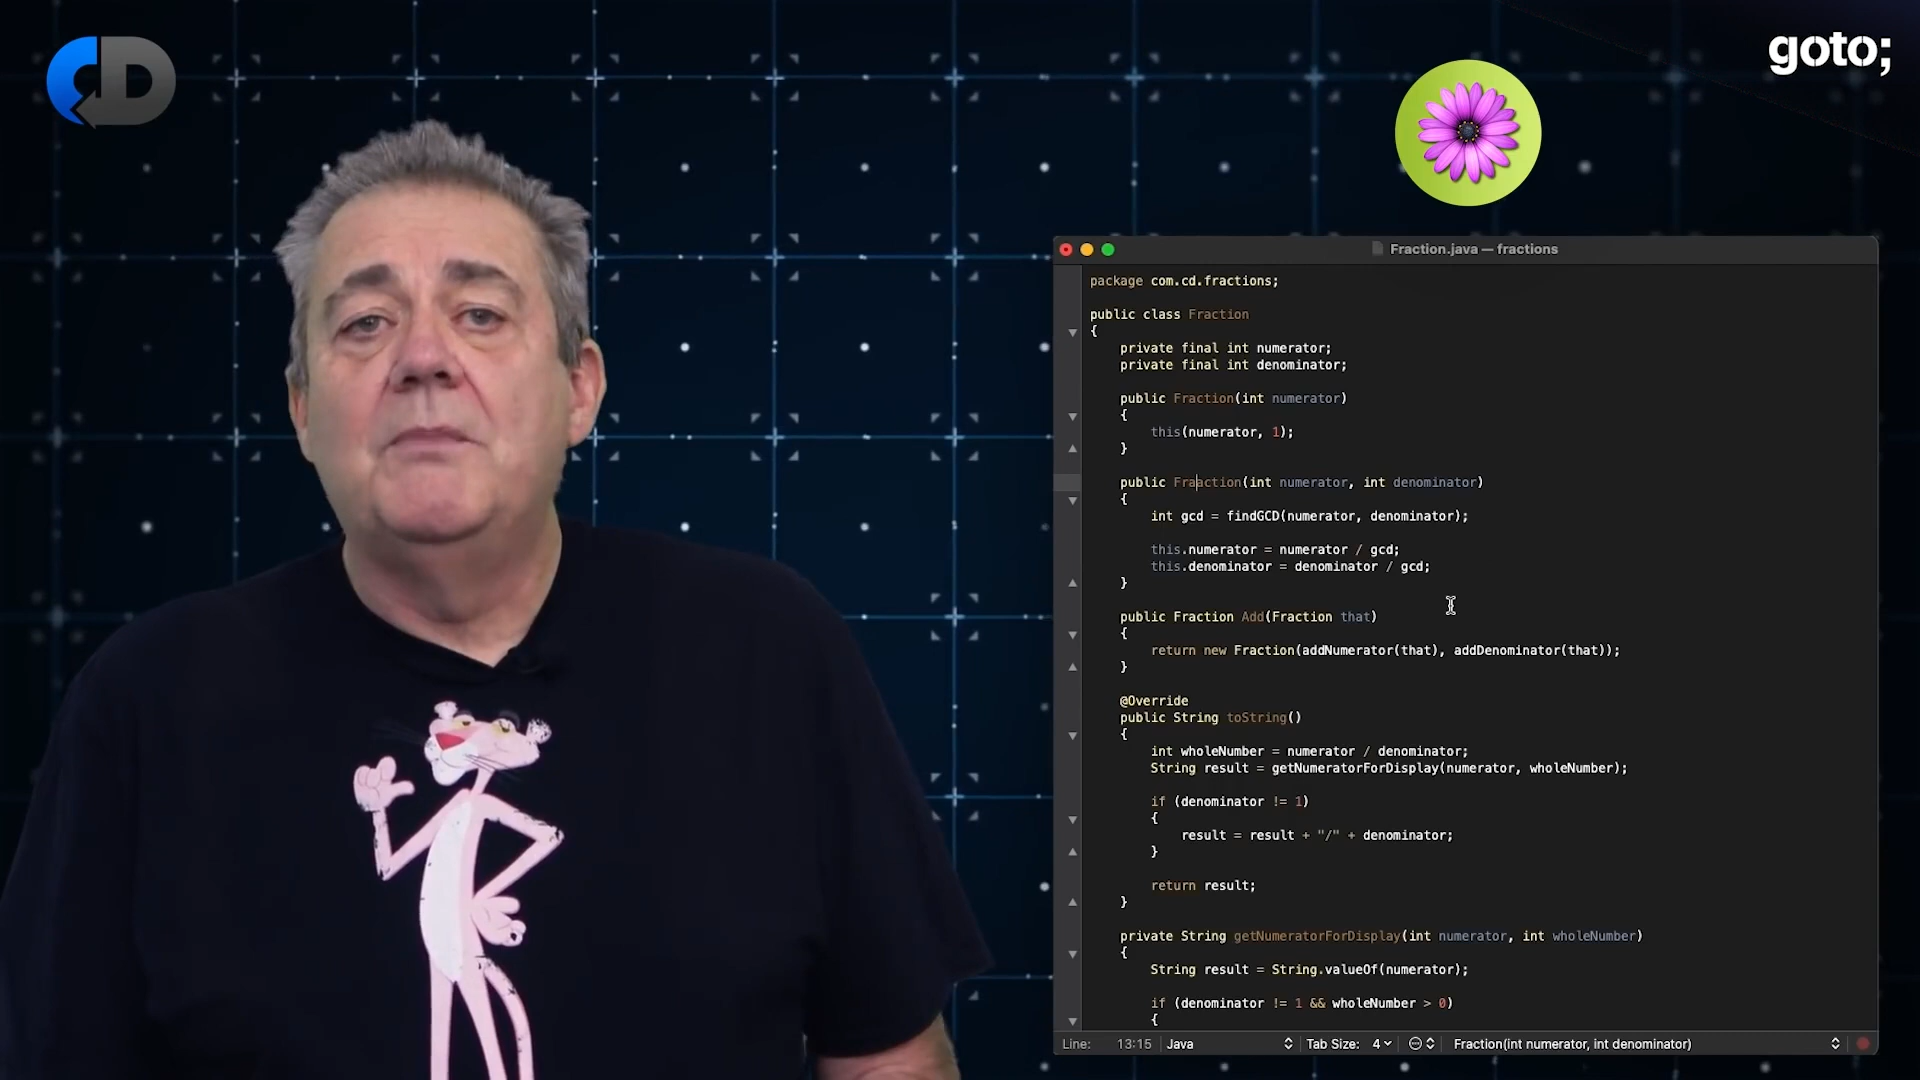 CD
goto;
Fraction.java — fractions
package com.cd.fractions;
public class Fraction
{
private final int numerator;
private final int denominator;
public Fraction(int numerator)
{
this(numerator, 1);
}
public Fraaction(int numerator, int denominator)
{
int gcd = findGCD(numerator, denominator);
this.numerator = numerator / gcd;
this.denominator = denominator / gcd;
}
public Fraction Add(Fraction that)
{
return new Fraction(addNumerator(that), addDenominator(that));
}
@Override
public String toString()
{
int wholeNumber = numerator / denominator;
String result = getNumeratorForDisplay(numerator, wholeNumber);
if (denominator != 1)
{
result = result + "/" + denominator;
}
return result;
}
private String getNumeratorForDisplay(int numerator, int wholeNumber)
{
String result = String.valueOf(numerator);
if (denominator != 1 && wholeNumber > 0)
{
Line: 13:15 Java Tab Size: 4 Fraction(int numerator, int denominator)